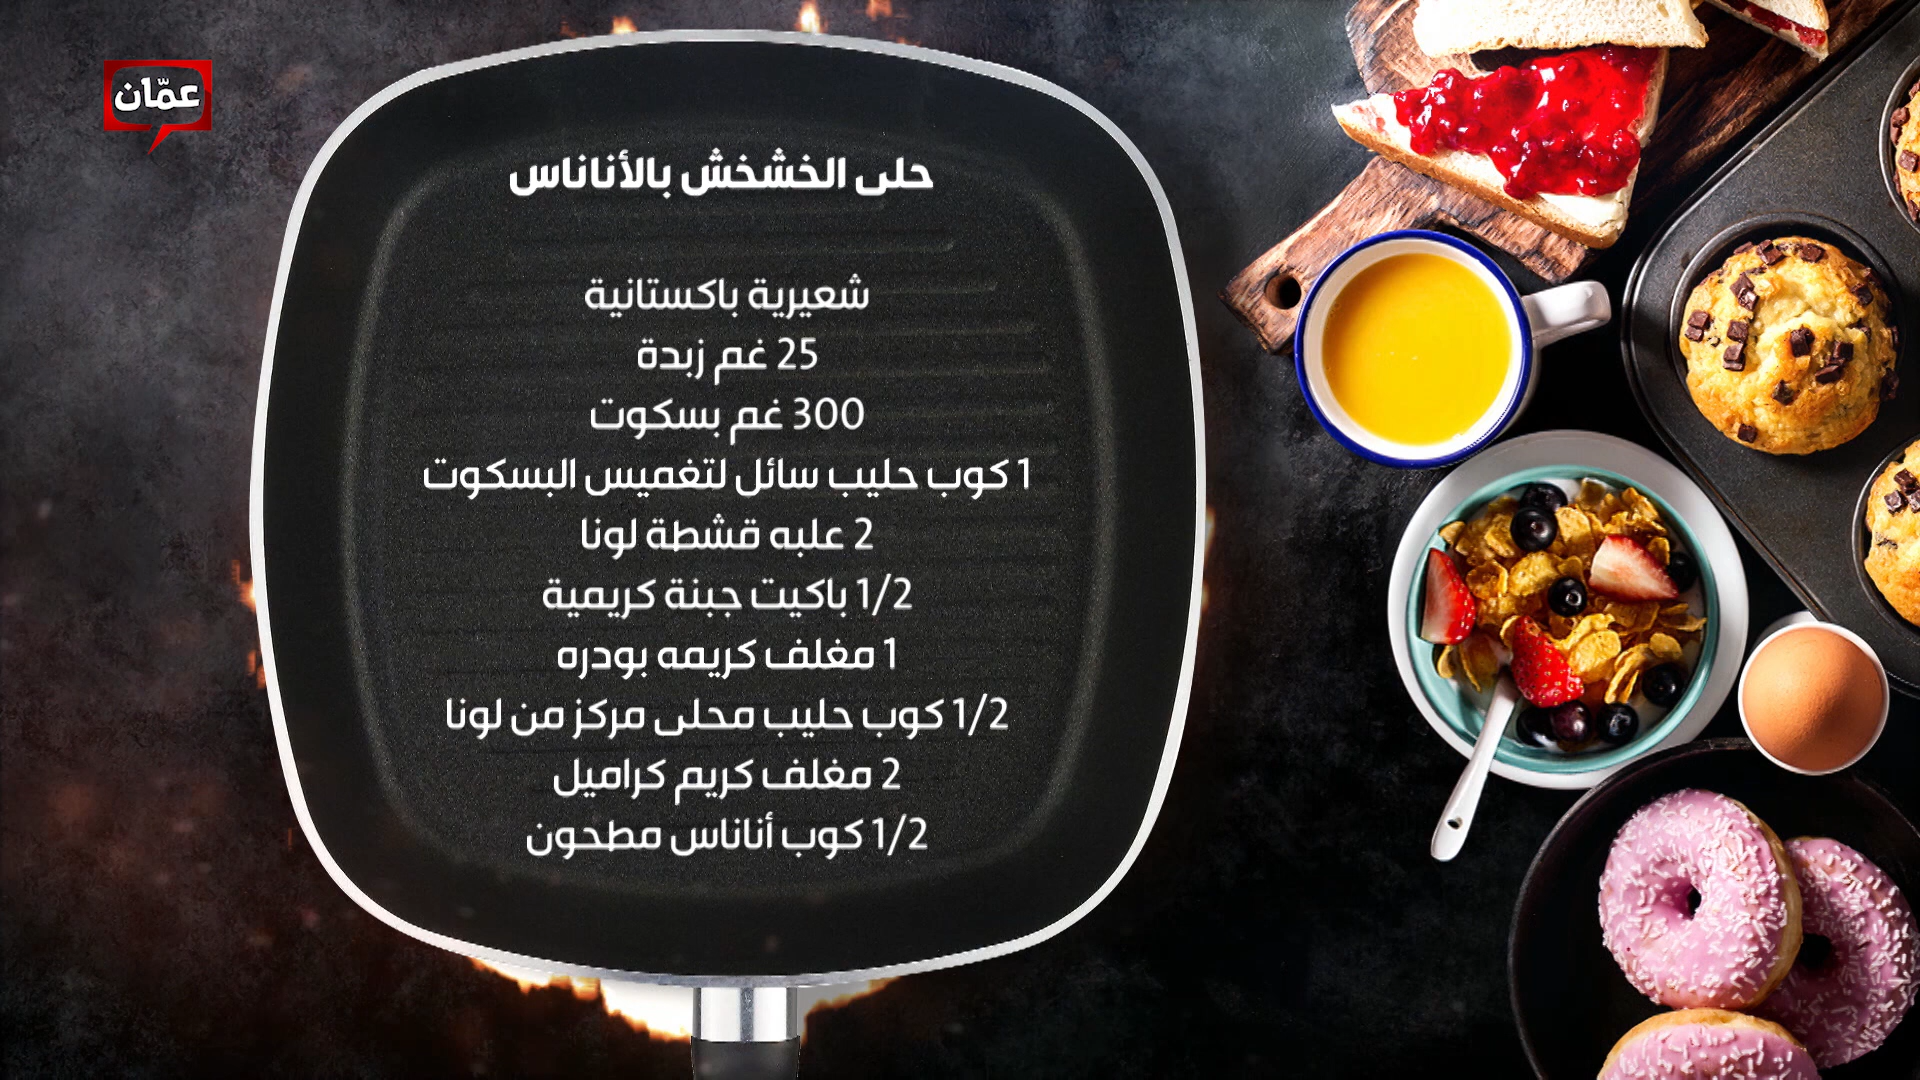 عمّان
حلى الخشخش بالأناناس
شعيرية باكستانية
25 غم زبدة
300 غم بسكوت
1 كوب حليب سائل لتغميس البسكوت
2 علبه قشطة لونا
1/2 باكيت جبنة كريمية
1 مغلف كريمه بودره
1/2 كوب حليب محلى مركز من لونا
2 مغلف كريم كراميل
1/2 كوب أناناس مطحون